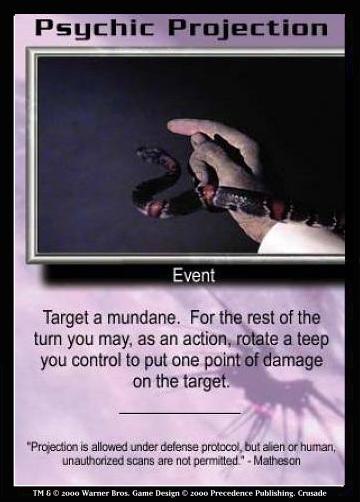 Psychic Projection
Event
Target a mundane. For the rest of the
turn you may, as an action, rotate a teep
you control to put one point of damage
on the target.
"Projection is allowed under defense protocol, but alien or human,
unauthorized scans are not permitted." - Matheson
TM & © 2000 Warner Bros. Game Design © 2000 Precedence Publishing. Crusade